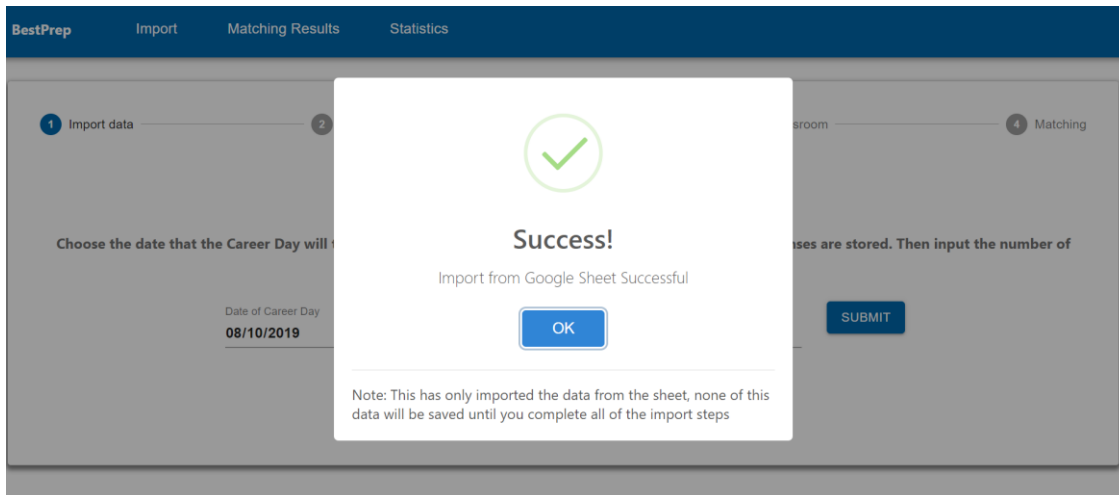 BestPrep Import Matching Results Statistics
1 Import data 2 sroom 4 Matching
Success!
Choose the date that the Career Day will nses are stored. Then input the number of
Import from Google Sheet Successful
Date of Career Day
08/10/2019
OK
SUBMIT
Note: This has only imported the data from the sheet, none of this
data will be saved until you complete all of the import steps